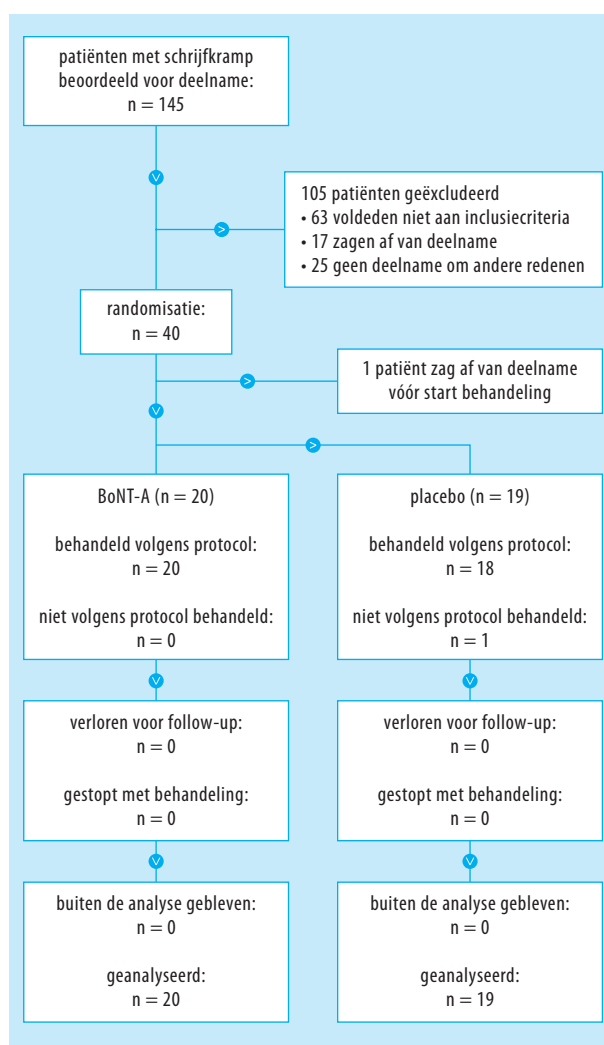 patiënten met schrijfkramp
beoordeeld voor deelname:
n = 145
105 patiënten geëxcludeerd
• 63 voldeden niet aan inclusiecriteria
• 17 zagen af van deelname
• 25 geen deelname om andere redenen
randomisatie:
n = 40
1 patiënt zag af van deelname
vóór start behandeling
BoNT-A (n = 20)
behandeld volgens protocol:
n = 20
niet volgens protocol behandeld:
n = 0
placebo (n = 19)
behandeld volgens protocol:
n = 18
niet volgens protocol behandeld:
n = 1
verloren voor follow-up:
n = 0
gestopt met behandeling:
n = 0
verloren voor follow-up:
n = 0
gestopt met behandeling:
n = 0
buiten de analyse gebleven:
n = 0
geanalyseerd:
n = 20
buiten de analyse gebleven:
n = 0
geanalyseerd:
n = 19